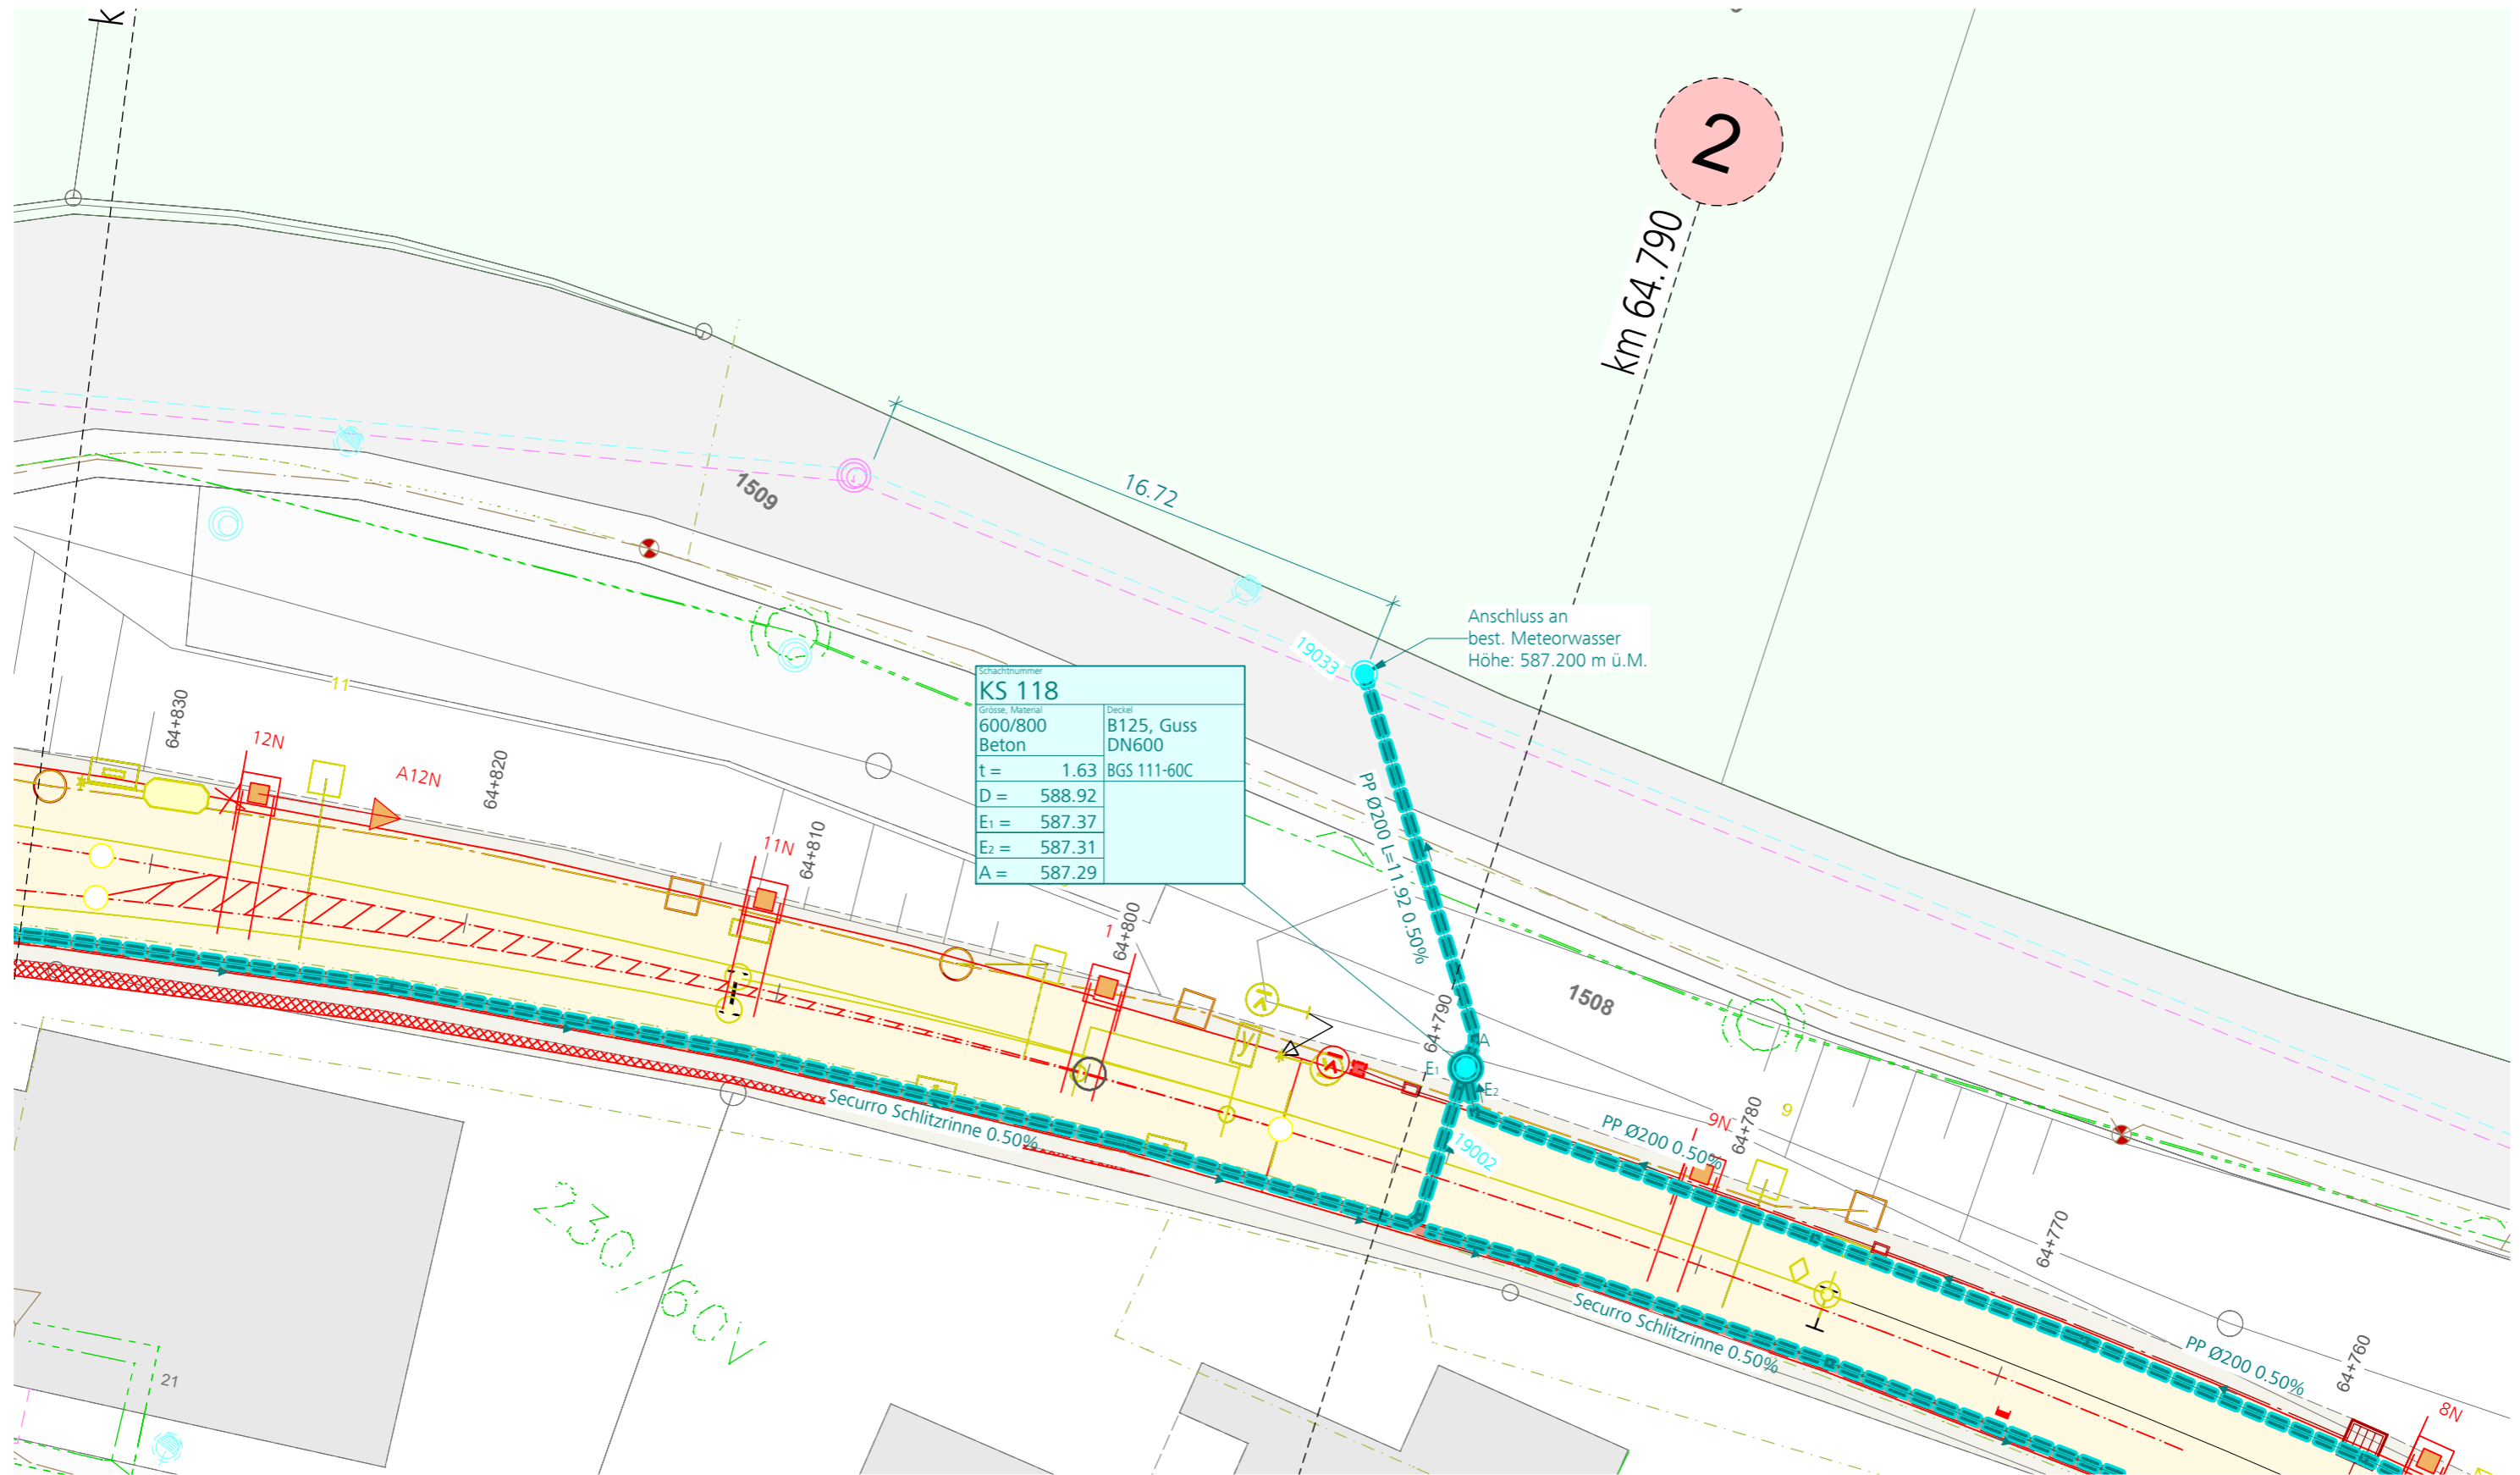 k
2
km 64.790
1509
16.72
Anschluss an
best. Meteorwasser
Höhe: 587.200 m ü.M.
19033
Schachtnummer
KS 118
Grösse, Material
600/800
Beton
Deckel
B125, Guss
DN600
t = 1.63
BGS 111-60C
D = 588.92
E1 = 587.37
E2 = 587.31
A = 587.29
PP Ø200 L=11.92 0.50%
11
64+830
12N
A12N
64+820
11N
64+810
1
64+800
64+790
1508
A
E1
E2
19002
Securro Schlitzrinne 0.50%
PP Ø200 0.50%
9N
64+780
9
64+770
Securro Schlitzrinne 0.50%
PP Ø200 0.50%
64+760
8N
230/60V
21